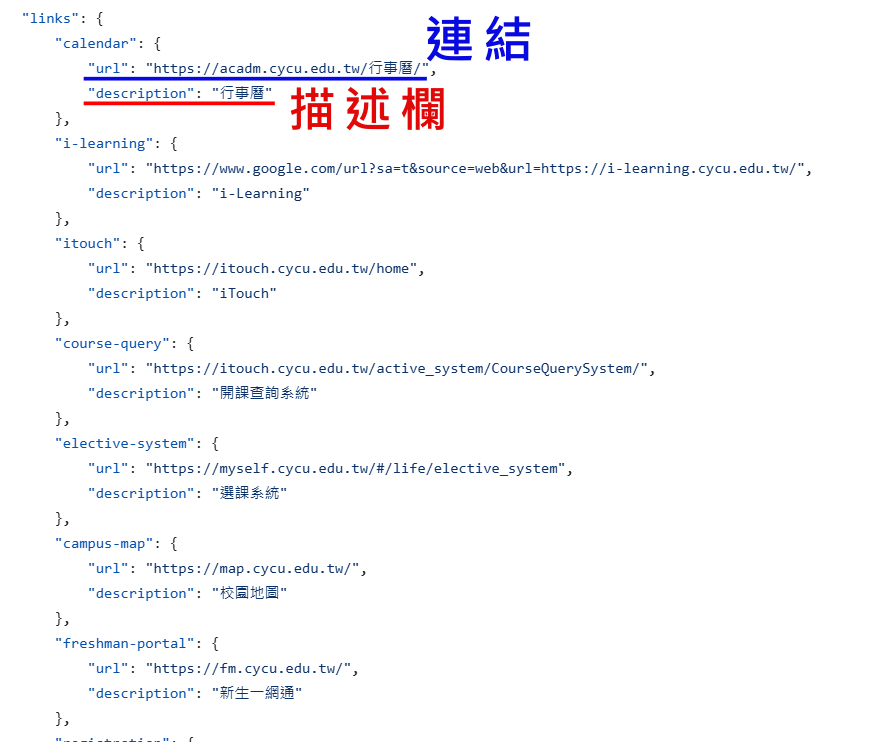 "links": {
"calendar": {
"url": "https://acadm.cycu.edu.tw/行事曆/",
連結
"description": "行事曆"
描述欄
},
"i-learning": {
"url": "https://www.google.com/url?sa=t&source=web&url=https://i-learning.cycu.edu.tw/",
"description": "i-Learning"
},
"itouch": {
"url": "https://itouch.cycu.edu.tw/home",
"description": "iTouch"
},
"course-query": {
"url": "https://itouch.cycu.edu.tw/active_system/CourseQuerySystem/",
"description": "開課查詢系統"
},
"elective-system": {
"url": "https://myself.cycu.edu.tw/#/life/elective_system",
"description": "選課系統"
},
"campus-map": {
"url": "https://map.cycu.edu.tw/",
"description": "校園地圖"
},
"freshman-portal": {
"url": "https://fm.cycu.edu.tw/",
"description": "新生一網通"
},